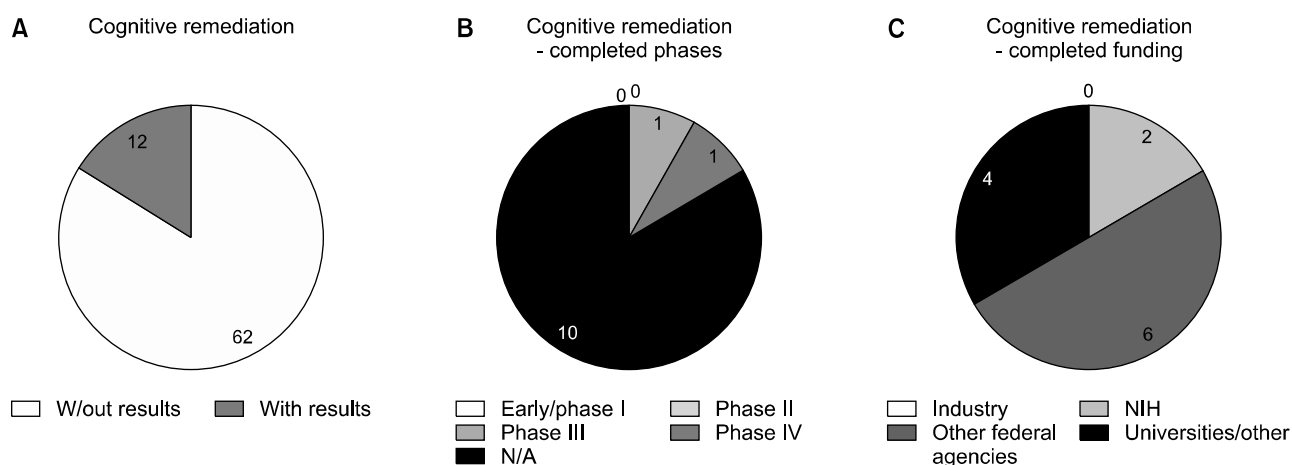 A
Cognitive remediation
12
62
W/out results
With results
B
Cognitive remediation
- completed phases
0 0
1
1
10
Early/phase I
Phase II
Phase III
Phase IV
N/A
C
Cognitive remediation
- completed funding
0
2
4
6
Industry
NIH
Other federal
agencies
Universities/other